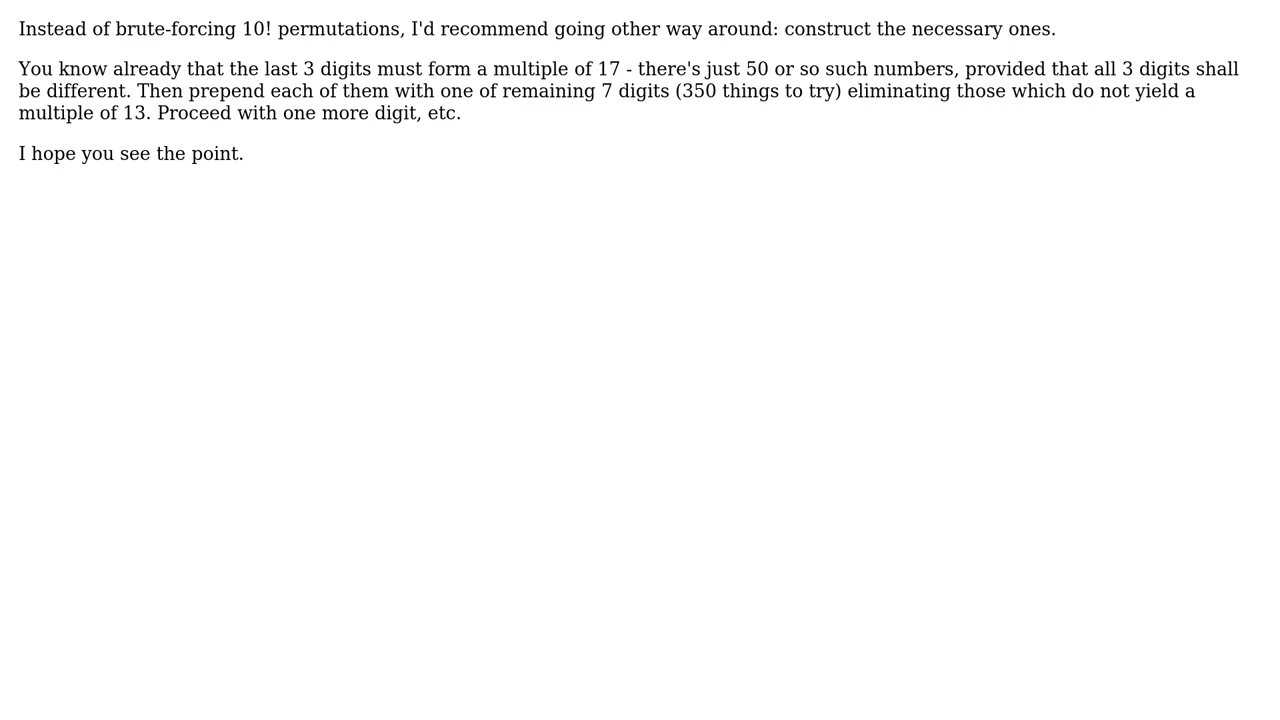 Instead of brute-forcing 10! permutations, I'd recommend going other way around: construct the necessary ones.
You know already that the last 3 digits must form a multiple of 17 - there's just 50 or so such numbers, provided that all 3 digits shall
be different. Then prepend each of them with one of remaining 7 digits (350 things to try) eliminating those which do not yield a
multiple of 13. Proceed with one more digit, etc.
I hope you see the point.